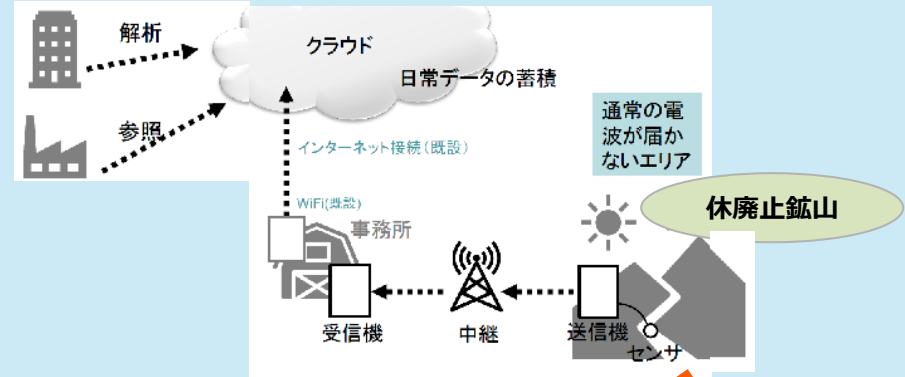 解析
クラウド
日常データの蓄積
参照
インターネット接続(既設)
通常の電
波が届か
ないエリア
WiFi(既設)
休廃止鉱山
事務所
受信機
中継
送信機
センサ